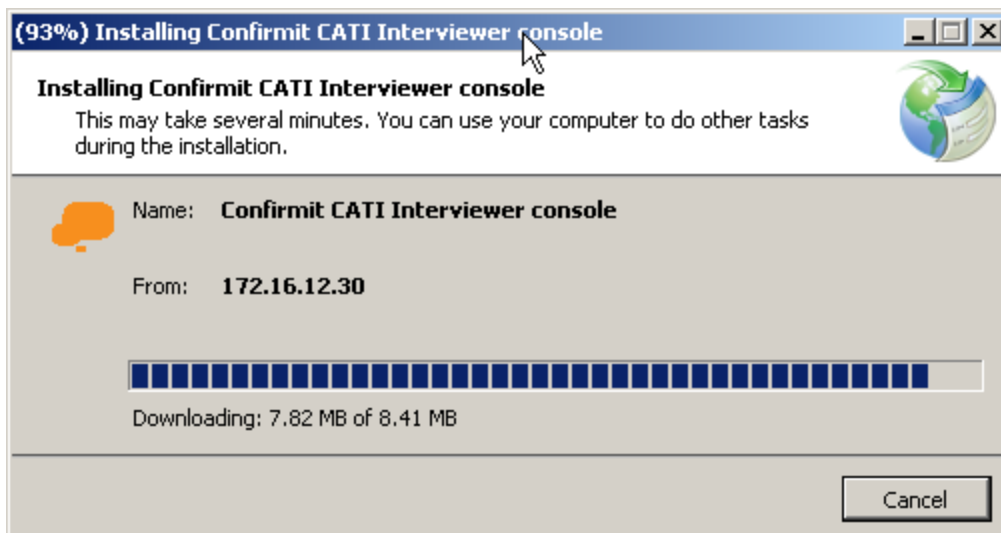 (93%) Installing Confirmit CATI Interviewer console
Installing Confirmit CATI Interviewer console
This may take several minutes. You can use your computer to do other tasks
during the installation.
Name: Confirmit CATI Interviewer console
From: 172.16.12.30
Downloading: 7.82 MB of 8.41 MB
Cancel